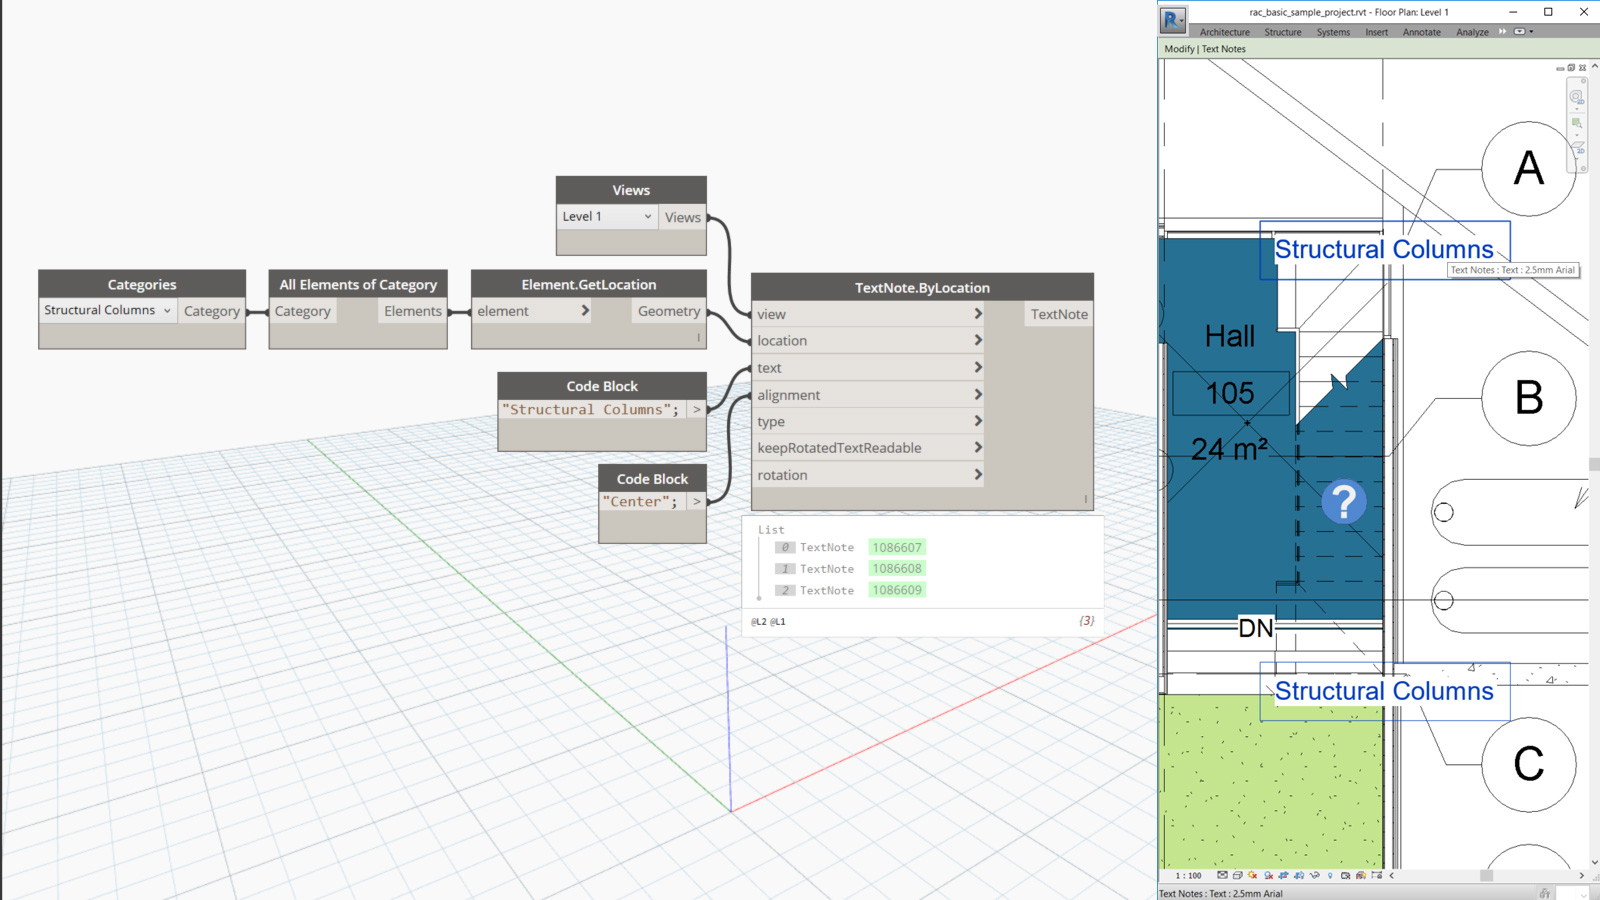 Views
Level 1
Views
Categories
Structural Columns
Category
All Elements of Category
Category
Elements
Element.GetLocation
element
Geometry
Code Block
"Structural Columns";
>
Code Block
"Center";
>
TextNote.ByLocation
view
TextNote
location
text
alignment
type
keepRotatedTextReadable
rotation
List
0 TextNote 1086607
1 TextNote 1086608
2 TextNote 1086609
@L2 @L1
{3}
rac_basic_sample_project.rvt - Floor Plan: Level 1
Architecture Structure Systems Insert Annotate Analyze
Modify | Text Notes
A
Structural Columns
Text Notes : Text : 2.5mm Arial
Hall
105
24 m²
B
?
DN
Structural Columns
C
1 : 100
Text Notes : Text : 2.5mm Arial